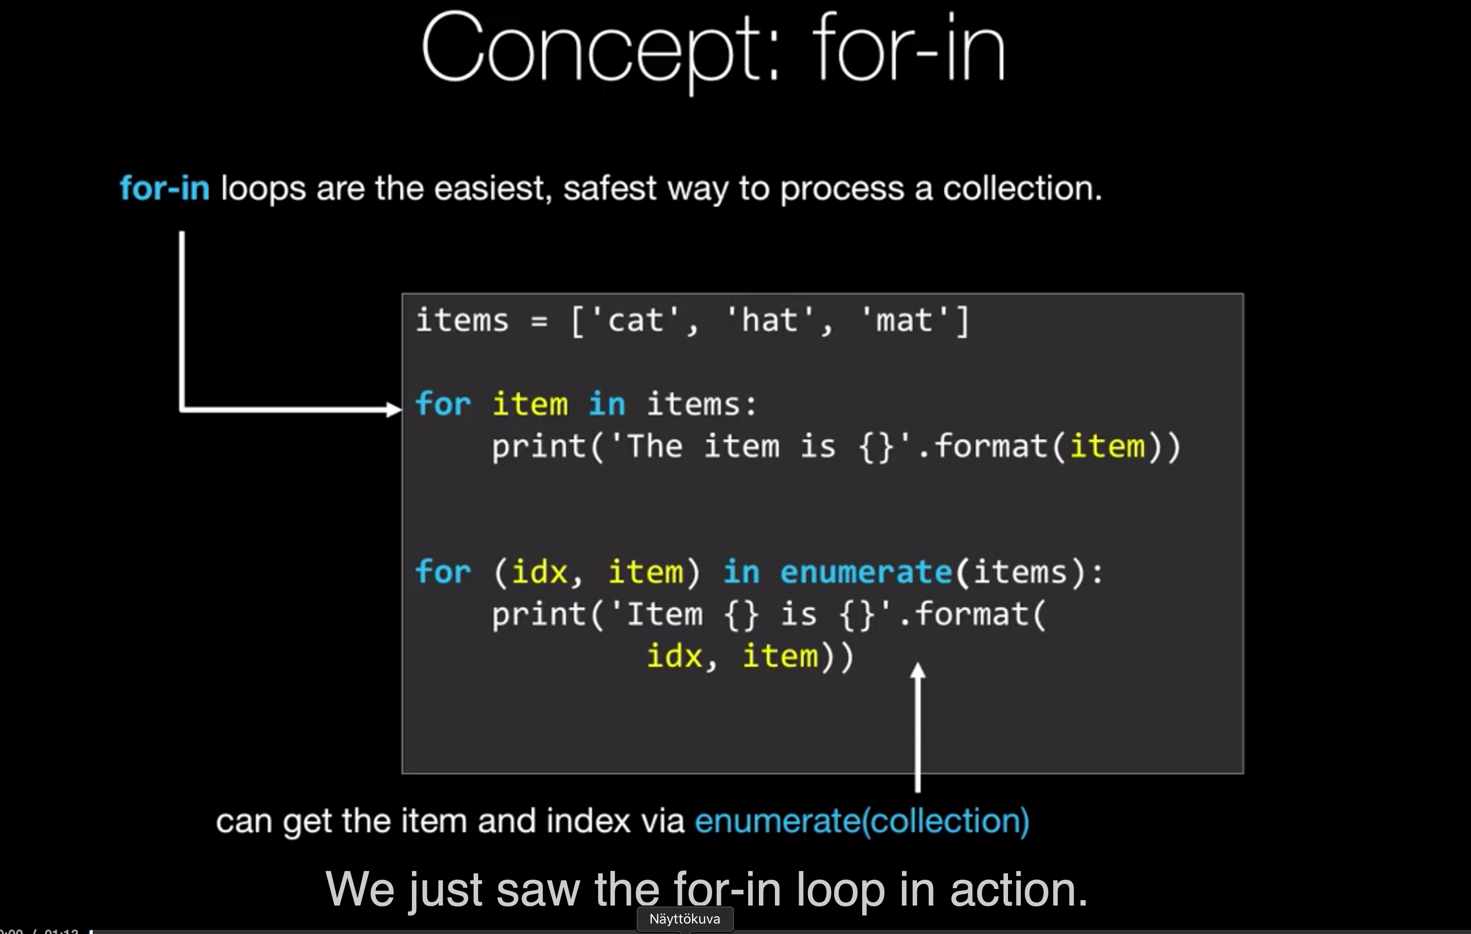 Concept: for-in
for-in loops are the easiest, safest way to process a collection.
items = ['cat', 'hat', 'mat']
for item in items:
    print('The item is {}'.format(item))
for (idx, item) in enumerate(items):
    print('Item {} is {}'.format(
            idx, item))
can get the item and index via enumerate(collection)
We just saw the for-in loop in action.
Näyttökuva